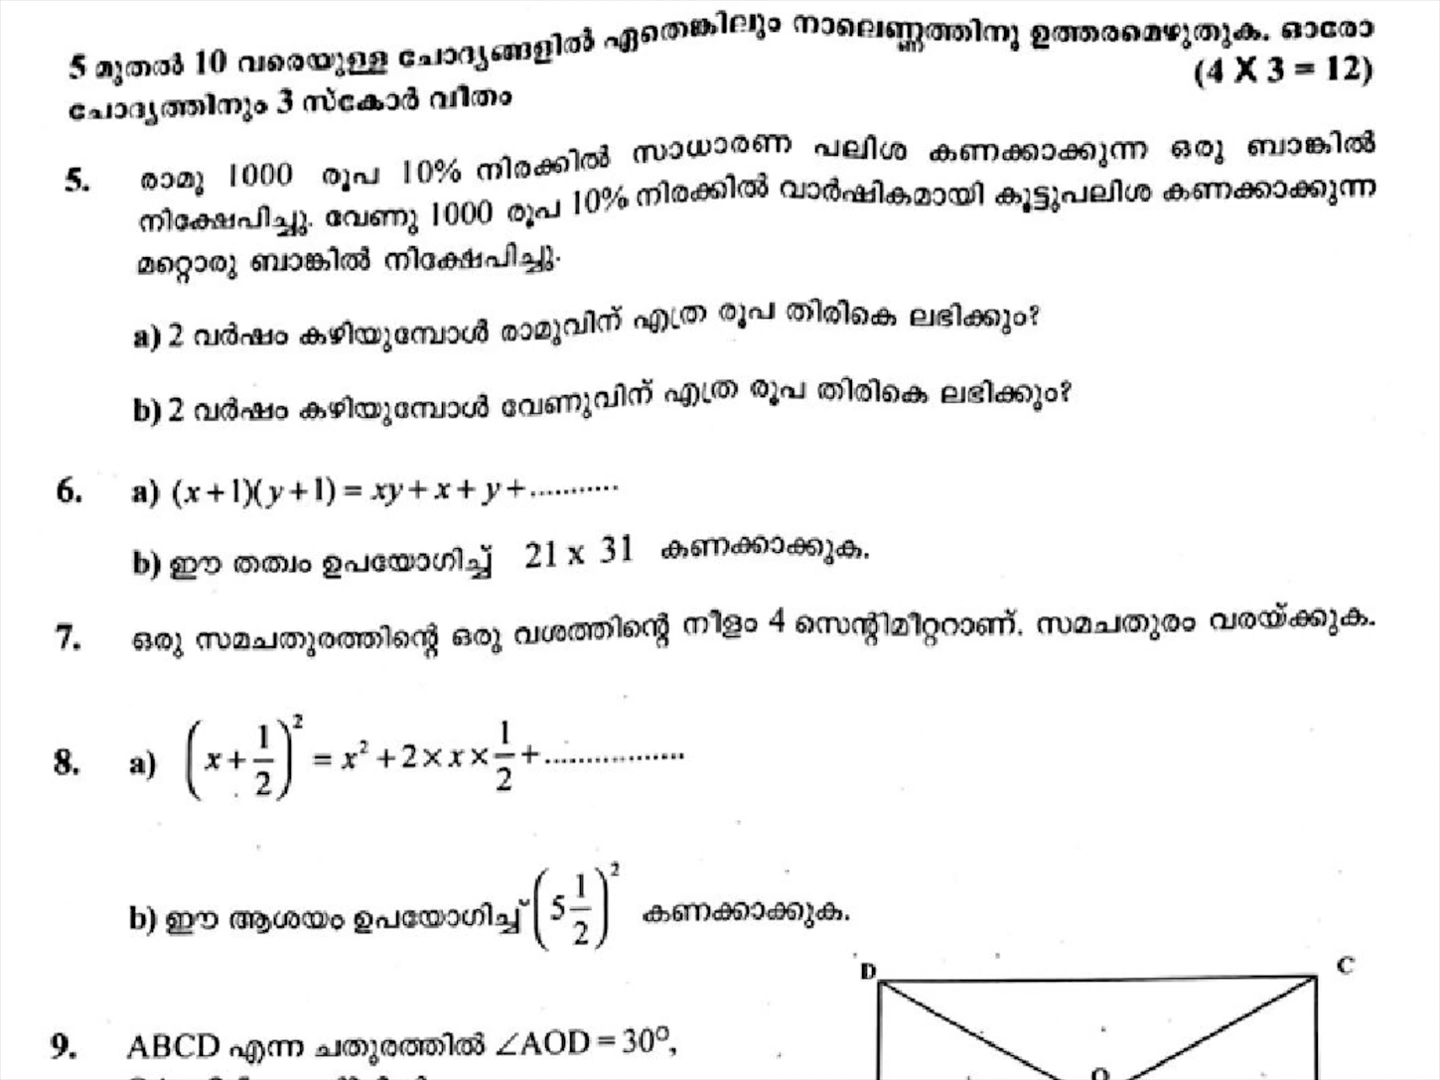 5 മുതൽ 10 വരെയുള്ള ചോദ്യങ്ങളിൽ ഏതെങ്കിലും നാലെണ്ണത്തിനു ഉത്തരമെഴുതുക. ഓരോ
ചോദ്യത്തിനും 3 സ്കോർ വീതം (4 X 3 = 12)
5. രാമു 1000 രൂപ 10% നിരക്കിൽ സാധാരണ പലിശ കണക്കാക്കുന്ന ഒരു ബാങ്കിൽ
നിക്ഷേപിച്ചു. വേണു 1000 രൂപ 10% നിരക്കിൽ വാർഷികമായി കൂട്ടുപലിശ കണക്കാക്കുന്ന
മറ്റൊരു ബാങ്കിൽ നിക്ഷേപിച്ചു.
a) 2 വർഷം കഴിയുമ്പോൾ രാമുവിന് എത്ര രൂപ തിരികെ ലഭിക്കും?
b) 2 വർഷം കഴിയുമ്പോൾ വേണുവിന് എത്ര രൂപ തിരികെ ലഭിക്കും?
6. a) (x+1)(y+1) = xy + x + y + ...........
b) ഈ തത്വം ഉപയോഗിച്ച് 21 x 31 കണക്കാക്കുക.
7. ഒരു സമചതുരത്തിന്റെ ഒരു വശത്തിന്റെ നീളം 4 സെന്റിമീറ്ററാണ്. സമചതുരം വരയ്ക്കുക.
8. a) (x + 1/2)² = x² + 2 × x × 1/2 + .................
b) ഈ ആശയം ഉപയോഗിച്ച് (5 1/2)² കണക്കാക്കുക.
D C
9. ABCD എന്ന ചതുരത്തിൽ ∠AOD = 30°,
O